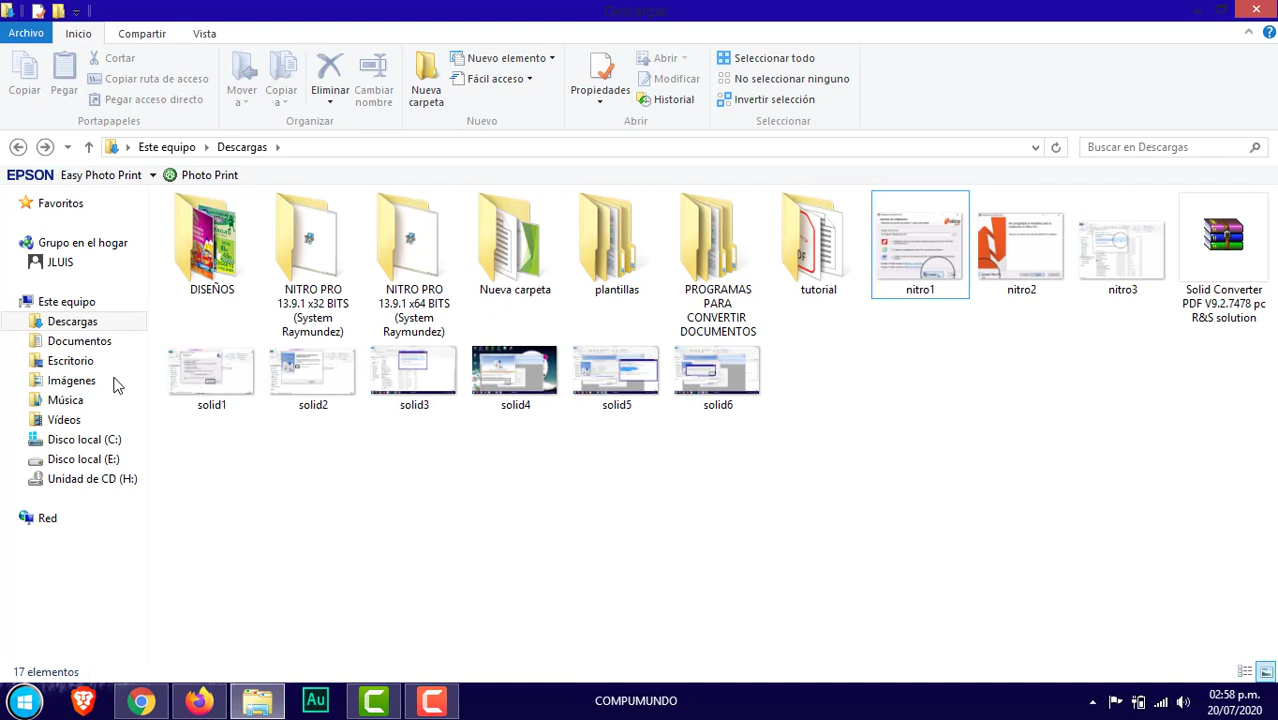 Descargas
Archivo Inicio Compartir Vista
Copiar
Pegar
Cortar
Copiar ruta de acceso
Pegar acceso directo
Portapapeles
Mover a
Copiar a
Eliminar
Cambiar nombre
Organizar
Nueva carpeta
Nuevo elemento
Fácil acceso
Nuevo
Propiedades
Abrir
Modificar
Historial
Abrir
Seleccionar todo
No seleccionar ninguno
Invertir selección
Seleccionar
Este equipo Descargas
Buscar en Descargas
EPSON Easy Photo Print Photo Print
Favoritos
Grupo en el hogar
JLUIS
Este equipo
Descargas
Documentos
Escritorio
Imágenes
Música
Vídeos
Disco local (C:)
Disco local (E:)
Unidad de CD (H:)
Red
DISEÑOS
NITRO PRO
13.9.1 x32 BITS
(System
Raymundez)
NITRO PRO
13.9.1 x64 BITS
(System
Raymundez)
Nueva carpeta
plantillas
PROGRAMAS
PARA
CONVERTIR
DOCUMENTOS
tutorial
nitro1
nitro2
nitro3
Solid Converter
PDF V9.2.7478 pc
R&S solution
solid1
solid2
solid3
solid4
solid5
solid6
17 elementos
Au
COMPUMUNDO
02:58 p.m.
20/07/2020